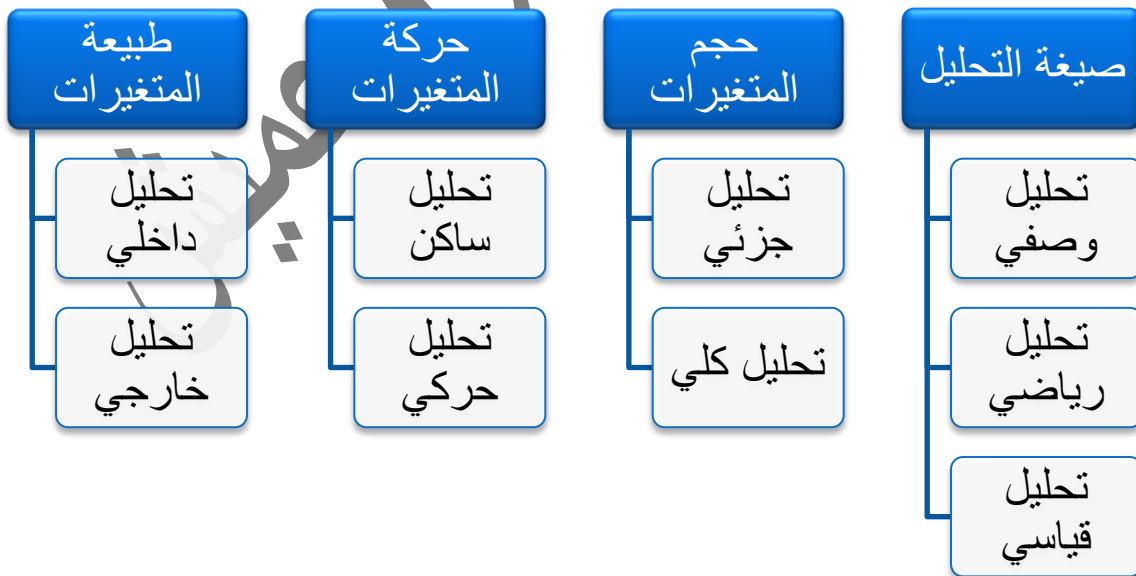 صيغة التحليل
تحليل
وصفي
تحليل
رياضي
تحليل
قياسي
حجم
المتغيرات
تحليل
جزئي
تحليل كلي
حركة
المتغيرات
تحليل
ساكن
تحليل
حركي
طبيعة
المتغيرات
تحليل
داخلي
تحليل
خارجي